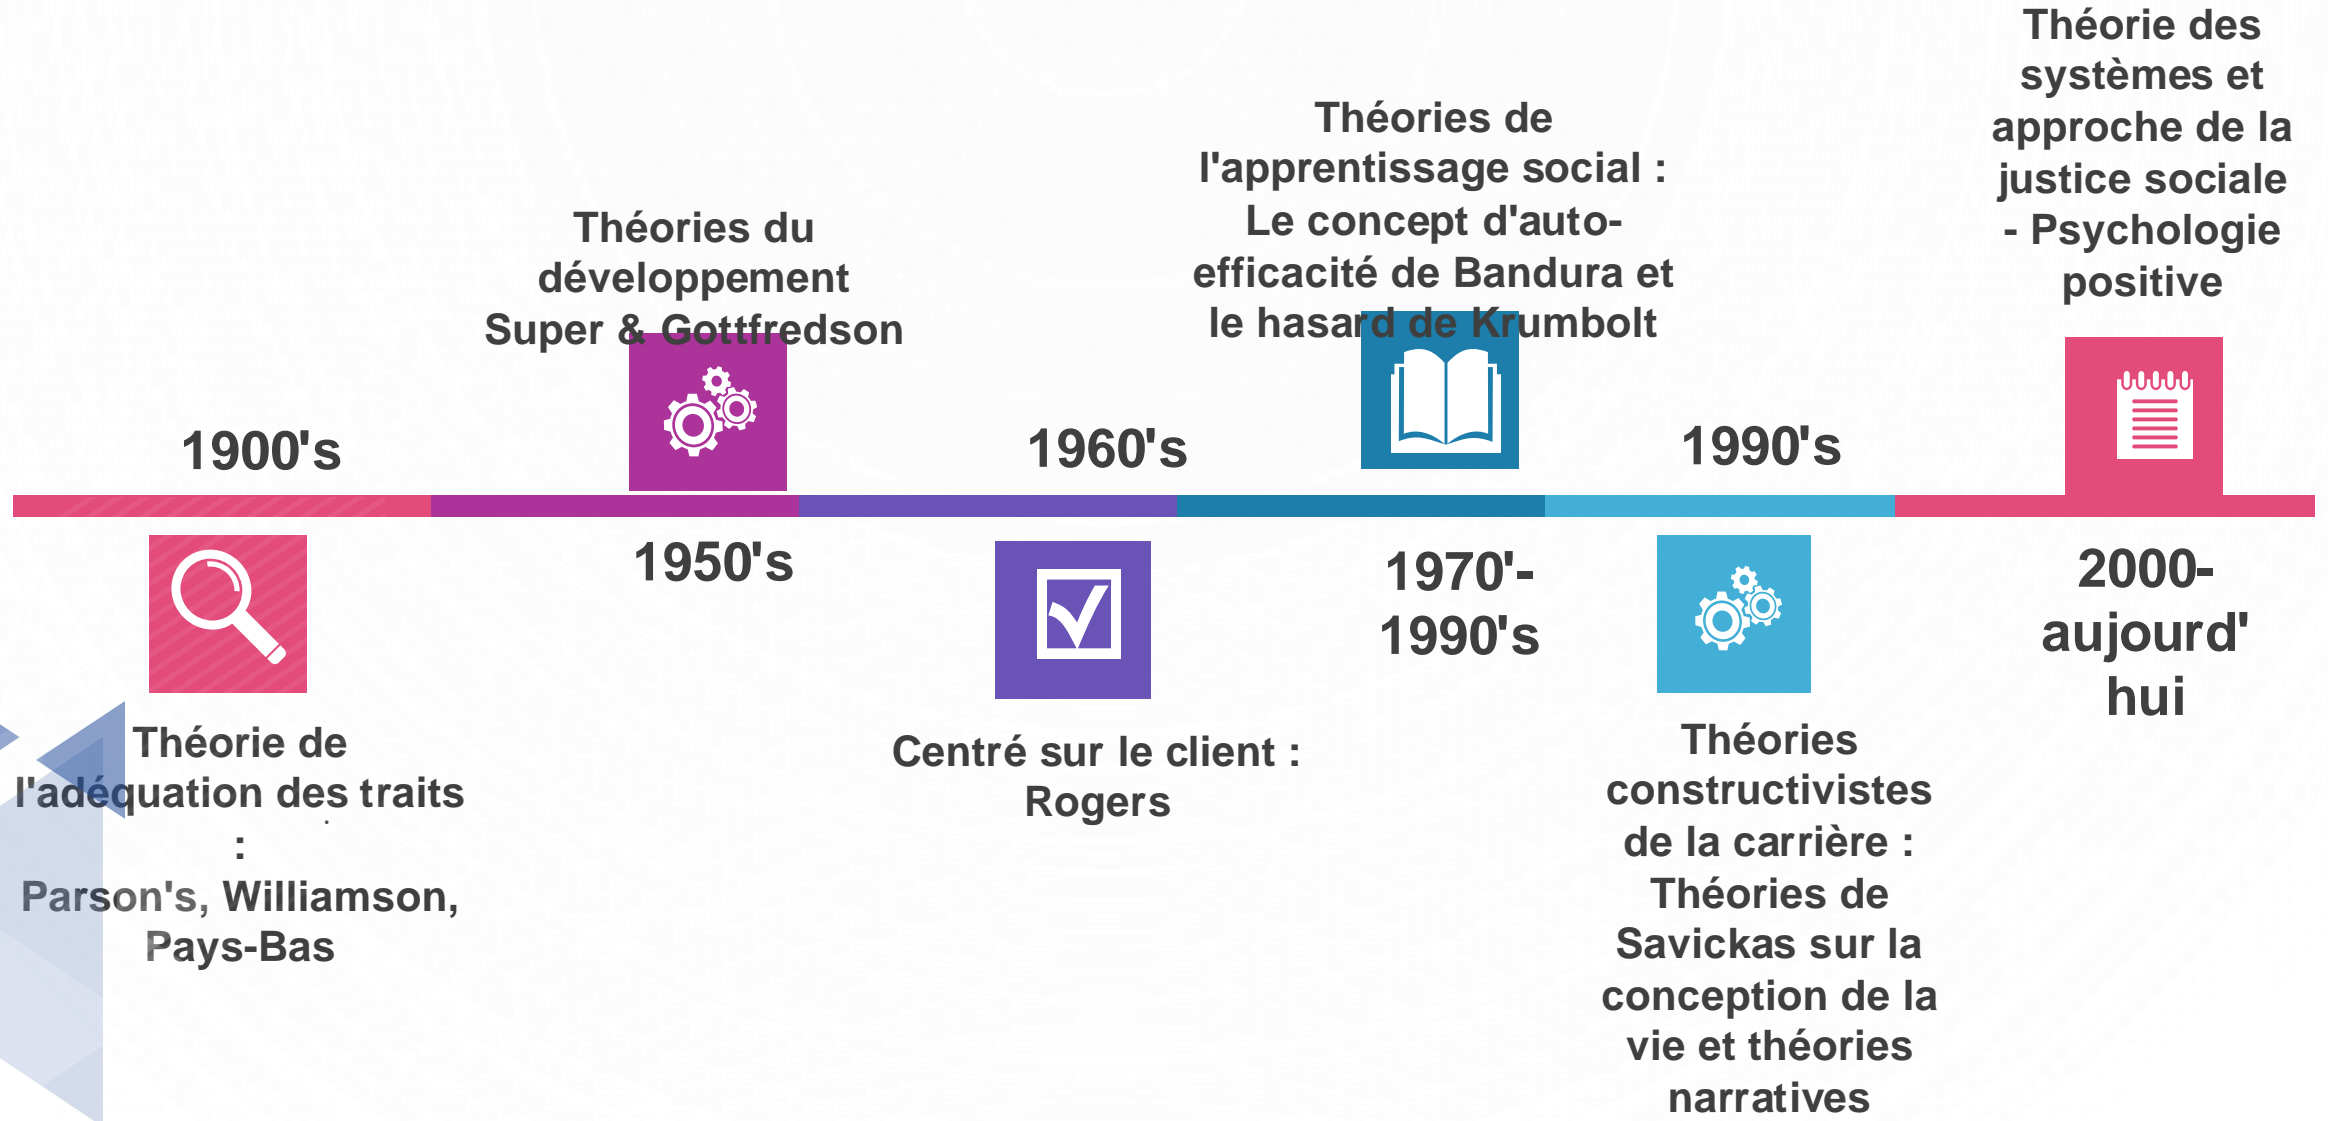 1900's
Théorie de
l'adéquation des traits
:
Parson's, Williamson,
Pays-Bas
Théories du
développement
Super & Gottfredson
1950's
1960's
Centré sur le client :
Rogers
Théories de
l'apprentissage social :
Le concept d'auto-
efficacité de Bandura et
le hasard de Krumbolt
1970'-
1990's
1990's
Théories
constructivistes
de la carrière :
Théories de
Savickas sur la
conception de la
vie et théories
narratives
Théorie des
systèmes et
approche de la
justice sociale
- Psychologie
positive
2000-
aujourd'
hui